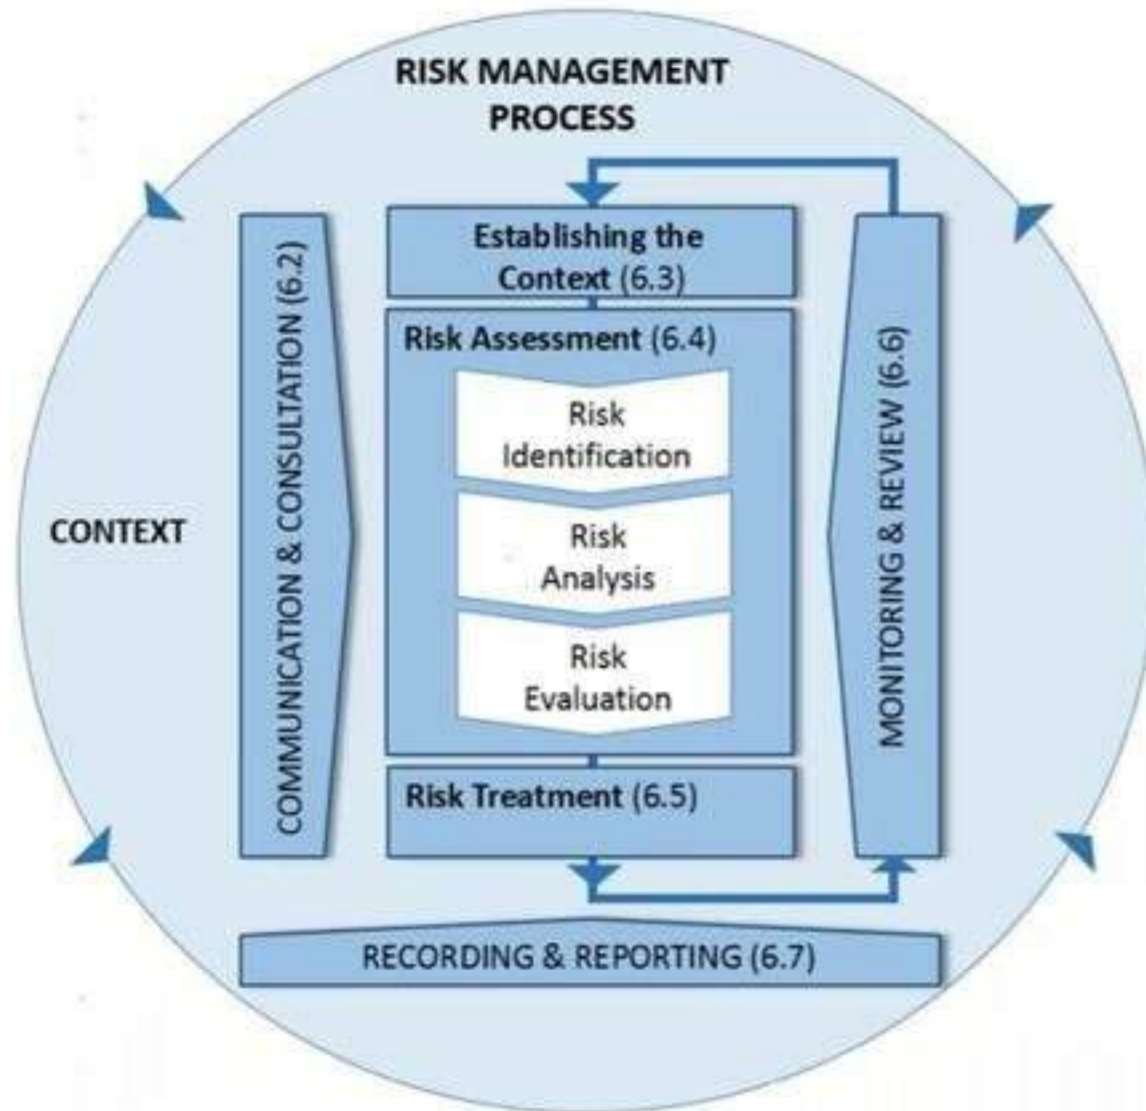 RISK MANAGEMENT
PROCESS
Establishing the
Context (6.3)
Risk Assessment (6.4)
Risk
Identification
Risk
Analysis
Risk
Evaluation
Risk Treatment (6.5)
CONTEXT
COMMUNICATION & CONSULTATION (6.2)
MONITORING & REVIEW (6.6)
RECORDING & REPORTING (6.7)